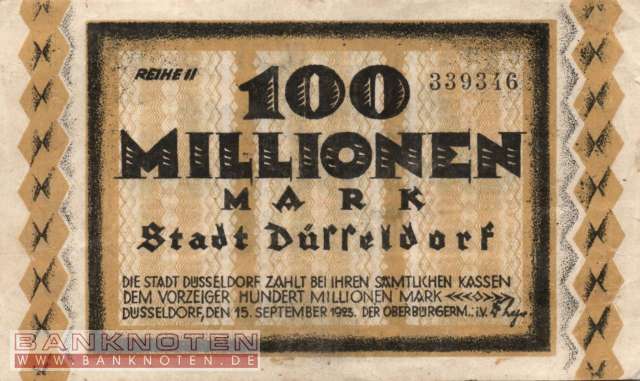 REIHE II
100
339346
MILLIONEN
MARK
Stadt Düsseldorf
DIE STADT DÜSSELDORF ZAHLT BEI IHREN SÄMTLICHEN KASSEN
DEM VORZEIGER HUNDERT MILLIONEN MARK
DÜSSELDORF, DEN 15. SEPTEMBER 1923. DER OBERBÜRGERM.: i.V.
BANKNOTEN
WWW.BANKNOTEN.DE